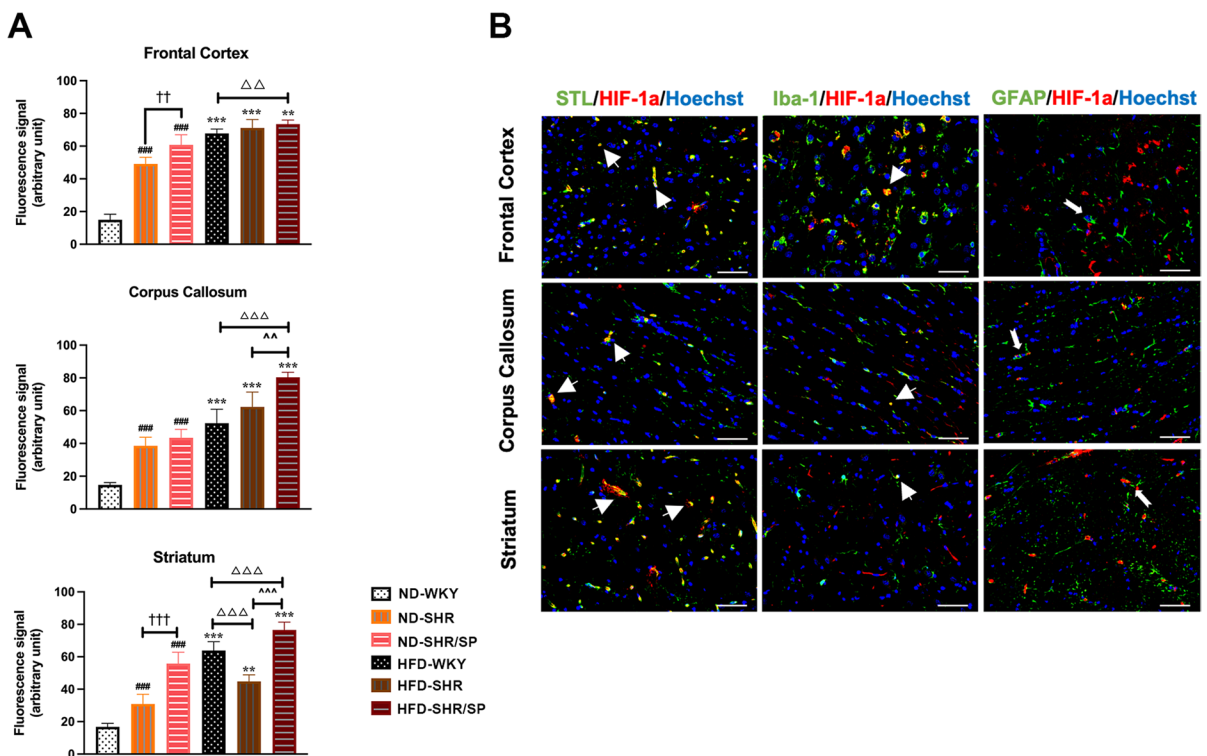 A
Frontal Cortex
Fluorescence signal
(arbitrary unit)
100
80
60
40
20
0
###
††
###
***
△△
***
**
Corpus Callosum
Fluorescence signal
(arbitrary unit)
100
80
60
40
20
0
###
###
***
△△△
^^
***
***
Striatum
Fluorescence signal
(arbitrary unit)
100
80
60
40
20
0
###
†††
###
***
△△△
△△△
^^^
**
***
ND-WKY
ND-SHR
ND-SHR/SP
HFD-WKY
HFD-SHR
HFD-SHR/SP
B
STL/HIF-1a/Hoechst
Iba-1/HIF-1a/Hoechst
GFAP/HIF-1a/Hoechst
Frontal Cortex
Corpus Callosum
Striatum